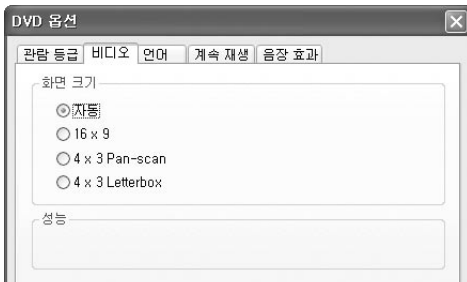 DVD 옵션
관람 등급 비디오 언어 계속 재생 음장 효과
화면 크기
자동
16 x 9
4 x 3 Pan-scan
4 x 3 Letterbox
성능